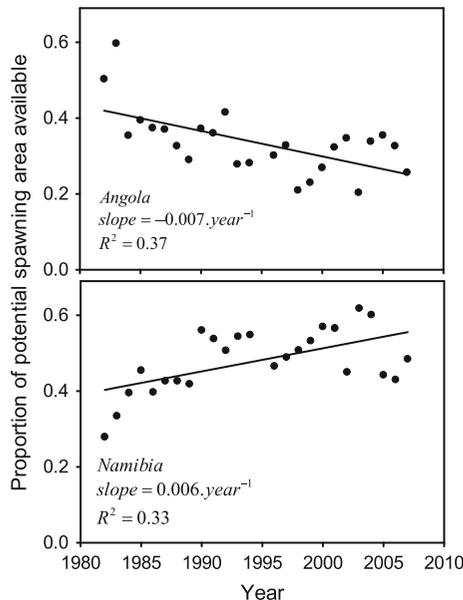 Proportion of potential spawning area available
0.6
0.4
0.2
0.0
Angola
slope = −0.007.year⁻¹
R² = 0.37
0.6
0.4
0.2
0.0
Namibia
slope = 0.006.year⁻¹
R² = 0.33
1980 1985 1990 1995 2000 2005 2010
Year